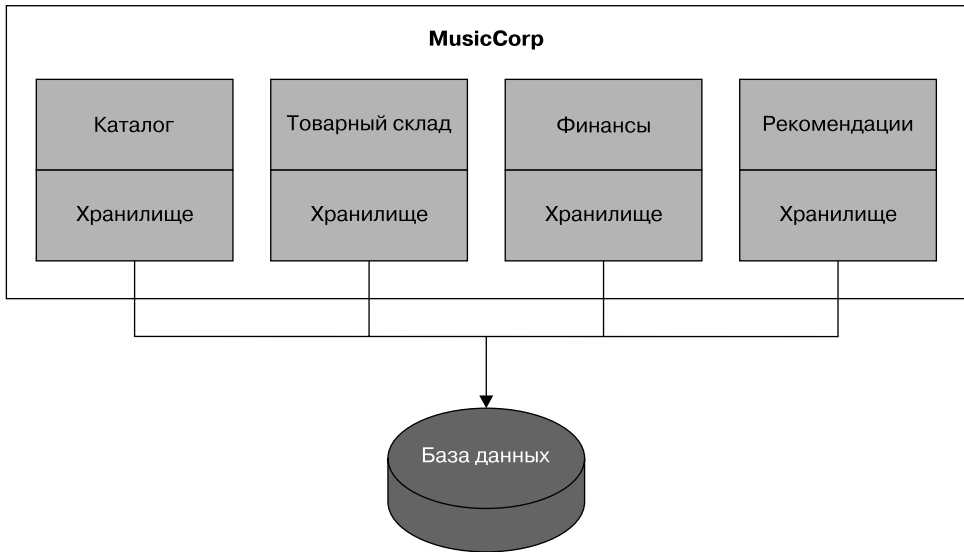 MusicCorp
Каталог
Товарный склад
Финансы
Рекомендации
Хранилище
Хранилище
Хранилище
Хранилище
База данных